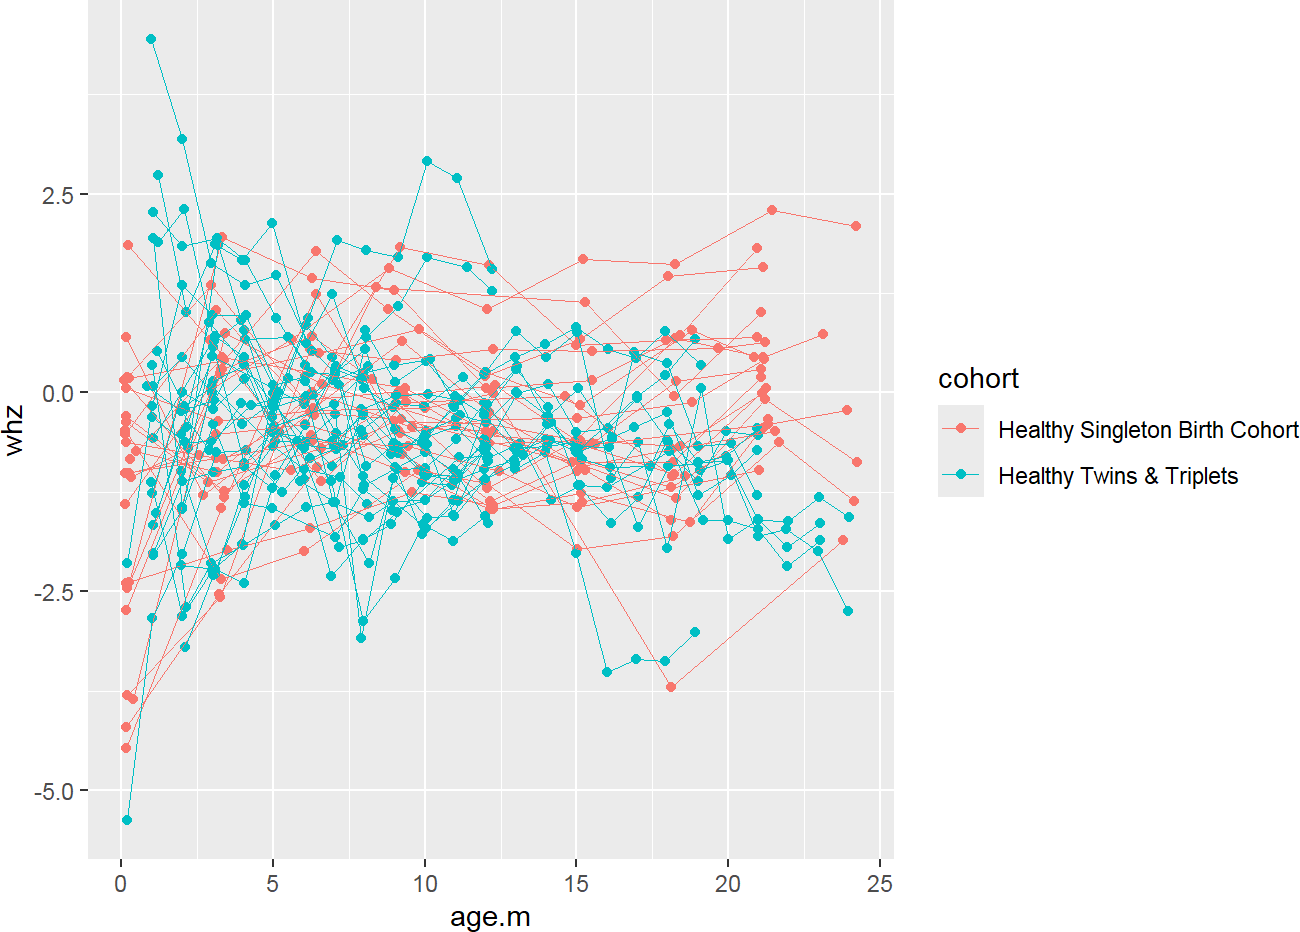 whz
2.5
0.0
-2.5
-5.0
0
5
10
15
20
25
age.m
cohort
Healthy Singleton Birth Cohort
Healthy Twins & Triplets